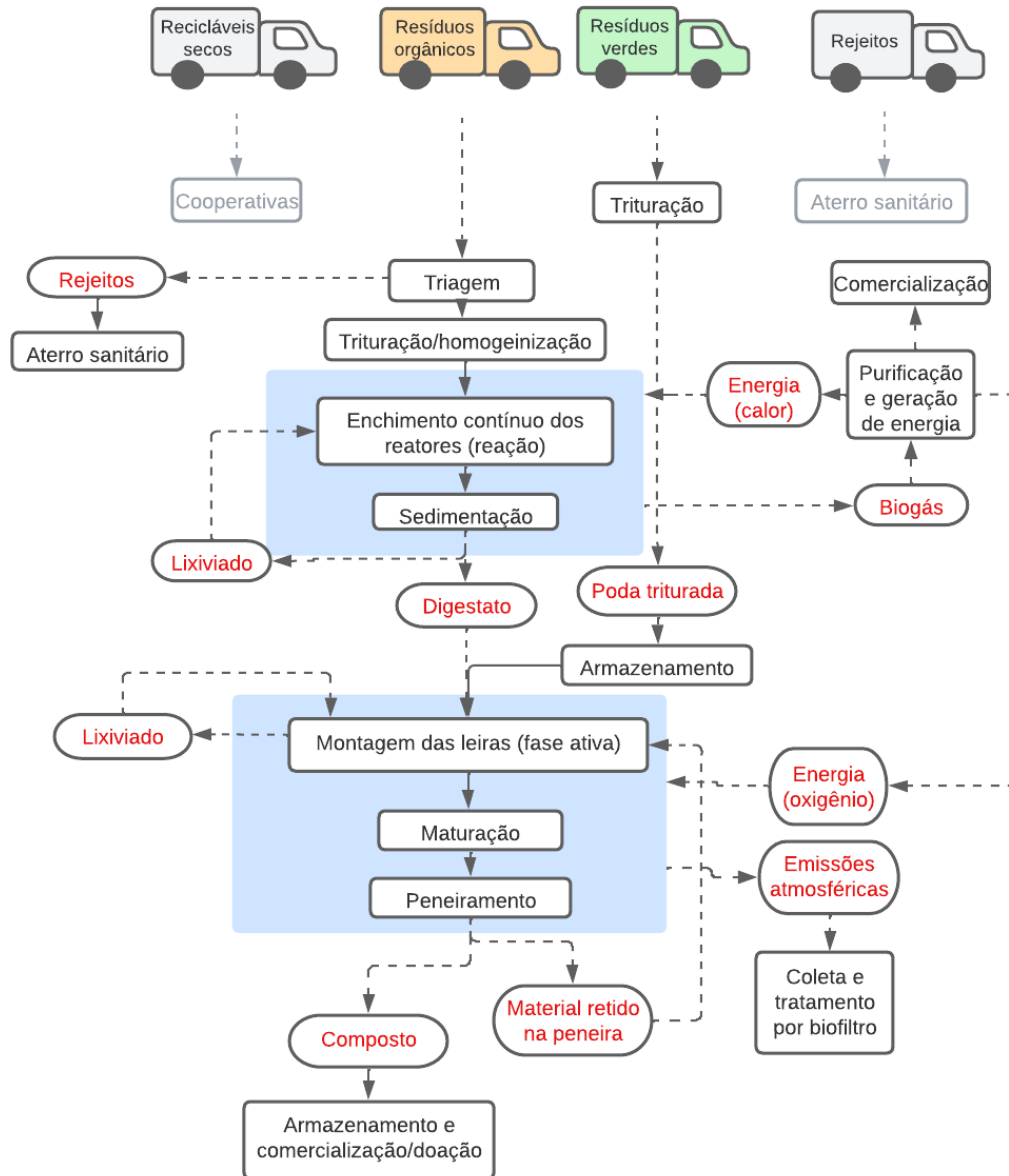 Recicláveis
secos
Resíduos
orgânicos
Resíduos
verdes
Rejeitos
Cooperativas
Trituração
Aterro sanitário
Rejeitos
Triagem
Comercialização
Aterro sanitário
Trituração/homogeinização
Energia
(calor)
Purificação
e geração
de energia
Enchimento contínuo dos
reatores (reação)
Sedimentação
Biogás
Lixiviado
Digestato
Poda triturada
Armazenamento
Lixiviado
Montagem das leiras (fase ativa)
Energia
(oxigênio)
Maturação
Emissões
atmosféricas
Peneiramento
Coleta e
tratamento
por biofiltro
Material retido
na peneira
Composto
Armazenamento e
comercialização/doação